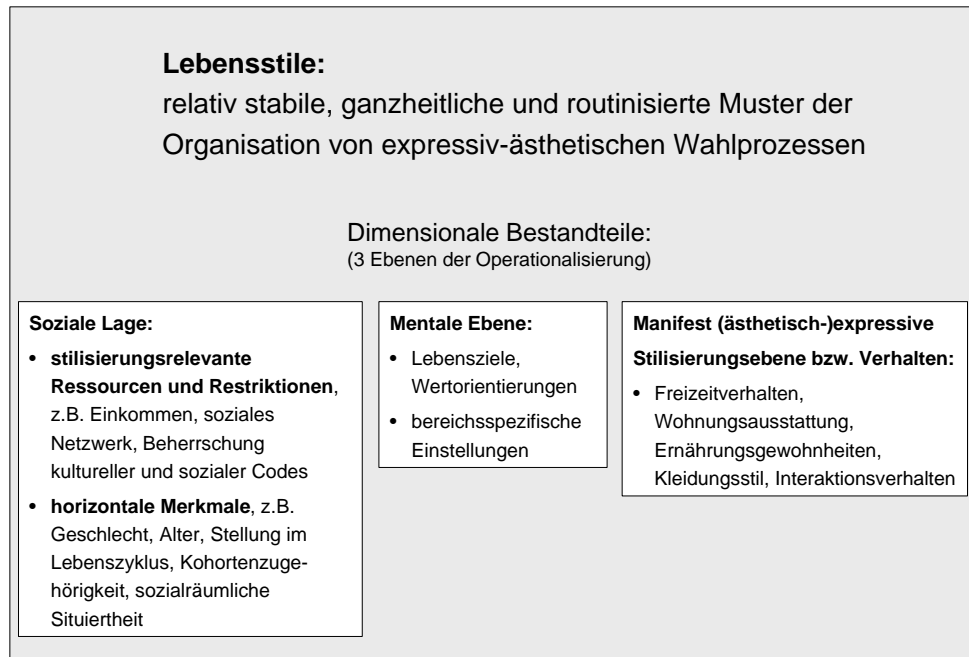 Lebensstile:
relativ stabile, ganzheitliche und routinisierte Muster der
Organisation von expressiv-ästhetischen Wahlprozessen
Dimensionale Bestandteile:
(3 Ebenen der Operationalisierung)
Soziale Lage:
• stilisierungsrelevante
Ressourcen und Restriktionen,
z.B. Einkommen, soziales
Netzwerk, Beherrschung
kultureller und sozialer Codes
• horizontale Merkmale, z.B.
Geschlecht, Alter, Stellung im
Lebenszyklus, Kohortenzuge-
hörigkeit, sozialräumliche
Situiertheit
Mentale Ebene:
• Lebensziele,
Wertorientierungen
• bereichsspezifische
Einstellungen
Manifest (ästhetisch-)expressive
Stilisierungsebene bzw. Verhalten:
• Freizeitverhalten,
Wohnungsausstattung,
Ernährungsgewohnheiten,
Kleidungsstil, Interaktionsverhalten